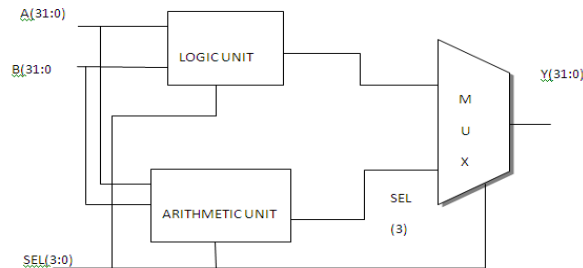 A(31:0)
LOGIC UNIT
B(31:0
M
U
X
Y(31:0)
ARITHMETIC UNIT
SEL
(3)
SEL(3:0)